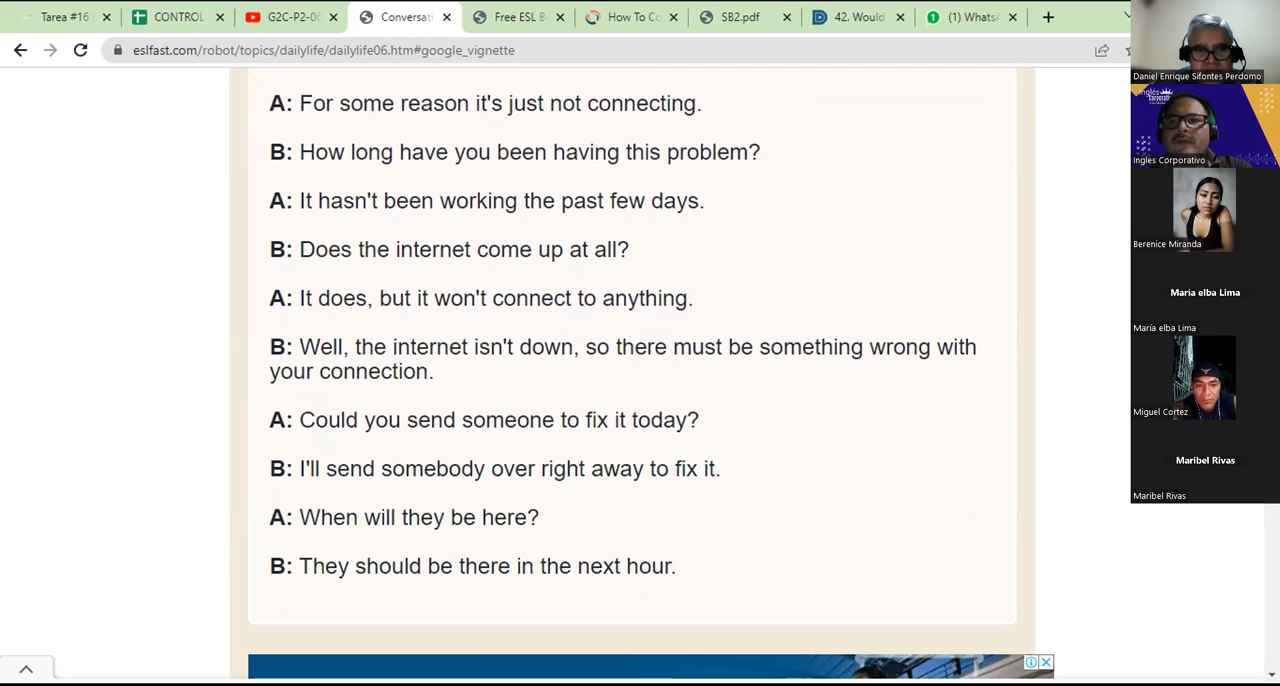 Tarea #16
CONTROL
G2C-P2-0
Conversati
Free ESL B
How To Co
SB2.pdf
42. Would
(1) Whats
eslfast.com/robot/topics/dailylife/dailylife06.htm#google_vignette
A: For some reason it's just not connecting.
B: How long have you been having this problem?
A: It hasn't been working the past few days.
B: Does the internet come up at all?
A: It does, but it won't connect to anything.
B: Well, the internet isn't down, so there must be something wrong with
your connection.
A: Could you send someone to fix it today?
B: I'll send somebody over right away to fix it.
A: When will they be here?
B: They should be there in the next hour.
Daniel Enrique Sifontes Perdomo
Inglés
Corporativo
Ingles Corporativo
Berenice Miranda
María elba Lima
María elba Lima
Miguel Cortez
Maribel Rivas
Maribel Rivas